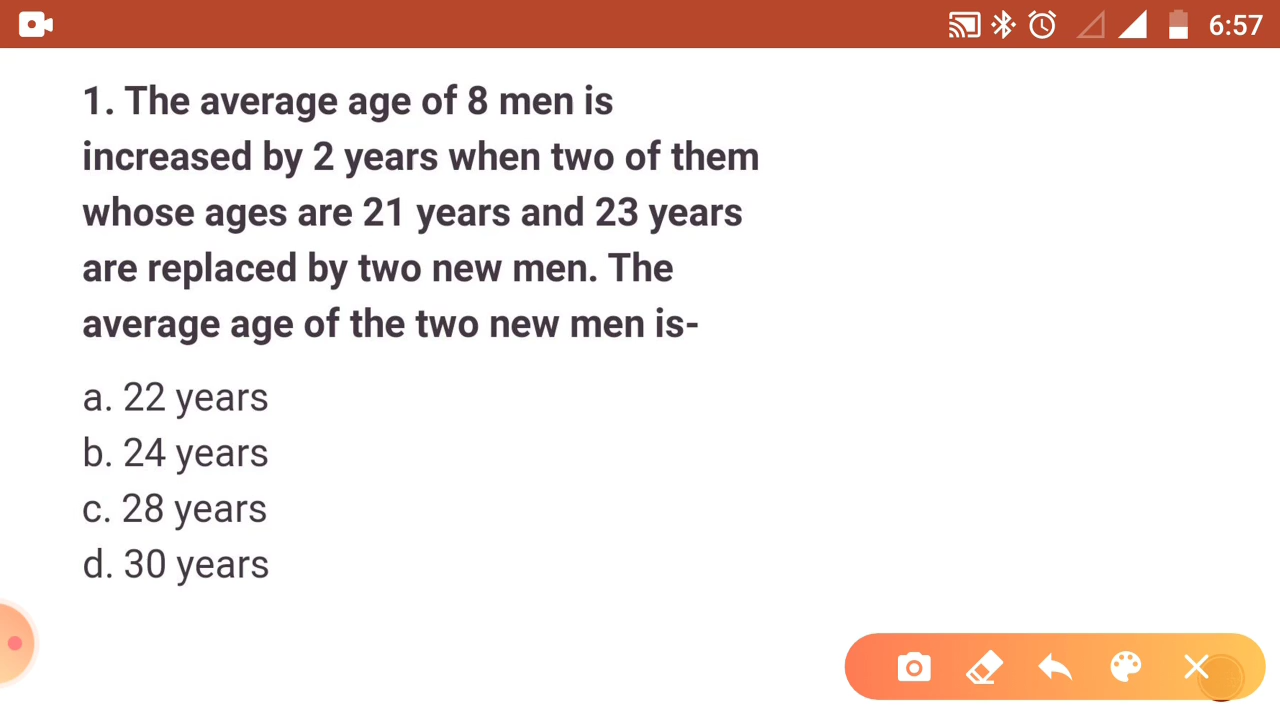 6:57
1. The average age of 8 men is
increased by 2 years when two of them
whose ages are 21 years and 23 years
are replaced by two new men. The
average age of the two new men is-
a. 22 years
b. 24 years
c. 28 years
d. 30 years